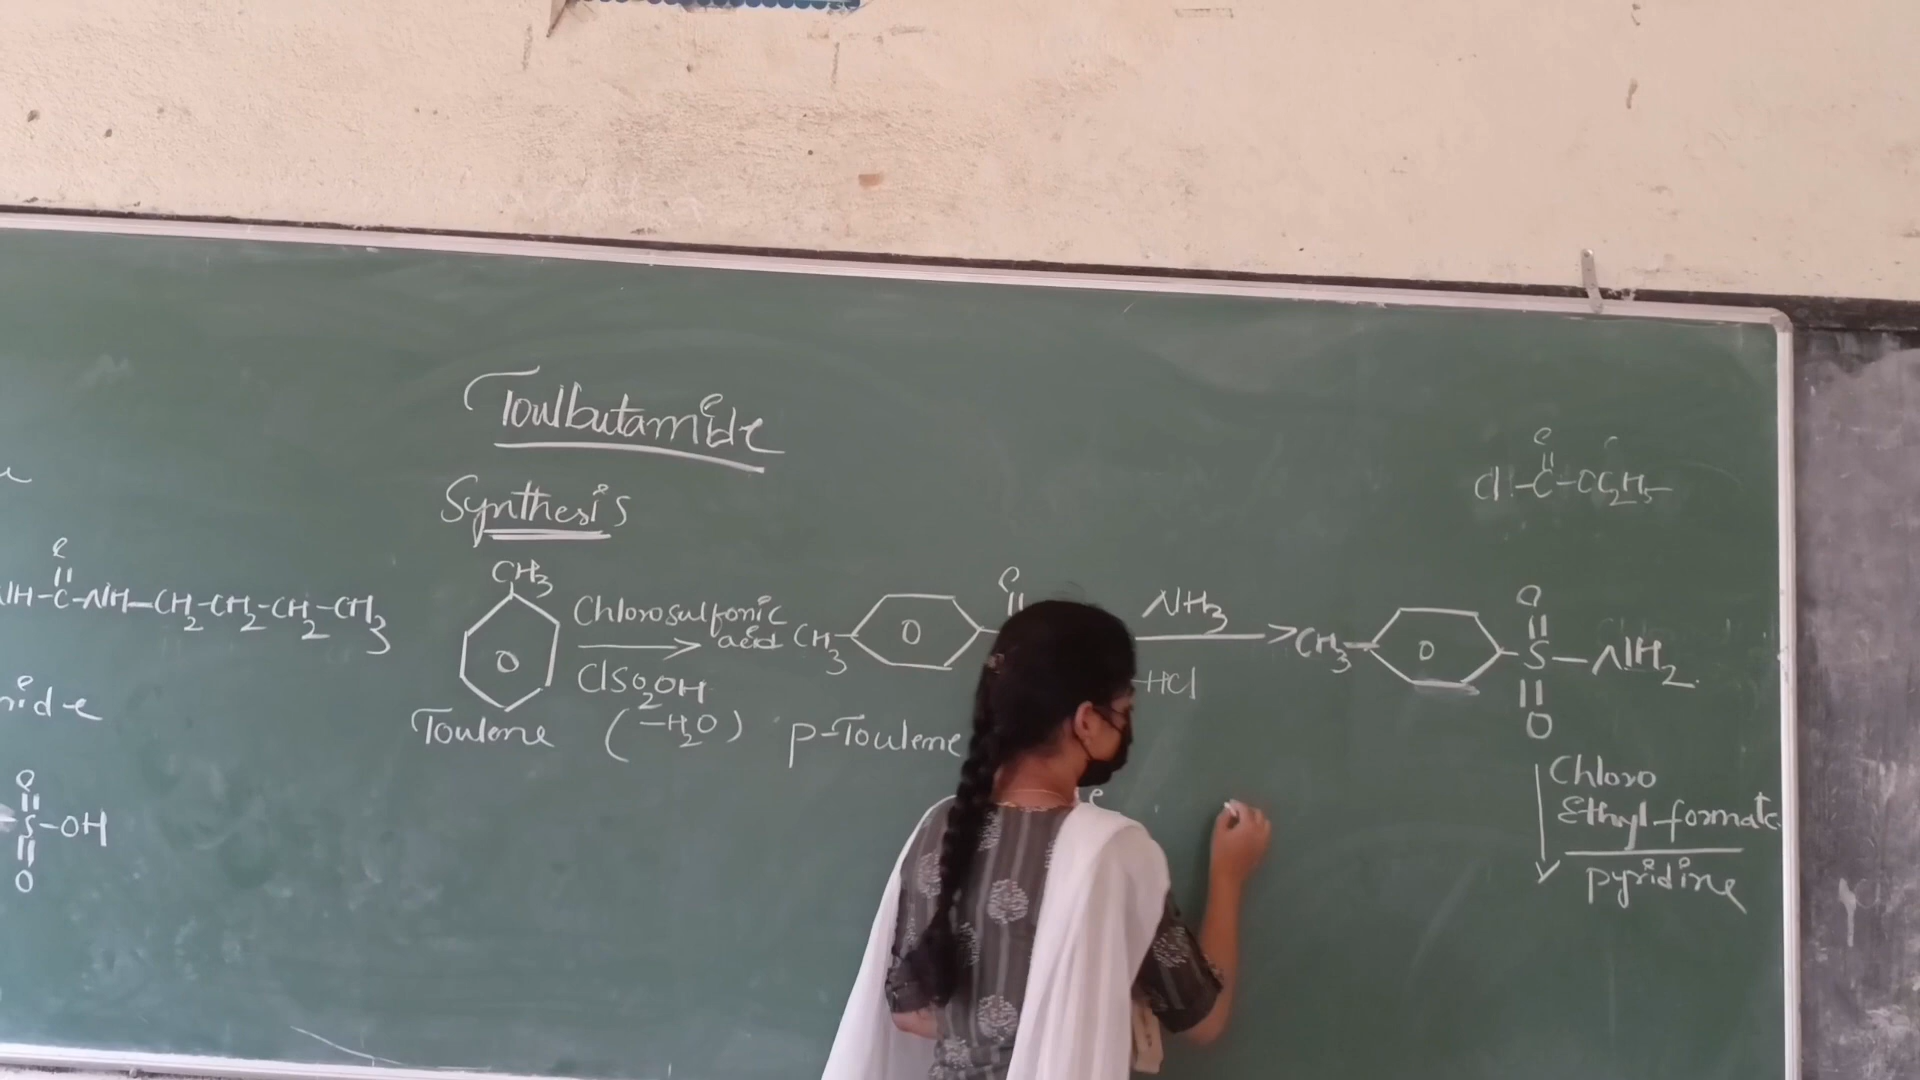 Toulbutamide
Synthesis
Cl-C-OC2H5
O
NH-C-NH-CH2-CH2-CH2-CH3
O
CH3
Chlorosulfonic
acid
ClSO2OH
(-H2O)
Toulene
CH3
O
p-Toulene
NH3
-HCl
CH3
O
S-NH2
O
Chloro
Ethyl formate
pyridine
O
S-OH
O